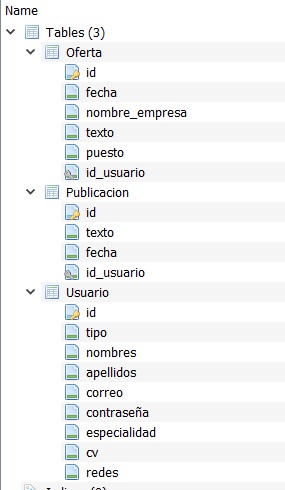 Name
Tables (3)
Oferta
id
fecha
nombre_empresa
texto
puesto
id_usuario
Publicacion
id
texto
fecha
id_usuario
Usuario
id
tipo
nombres
apellidos
correo
contraseña
especialidad
cv
redes